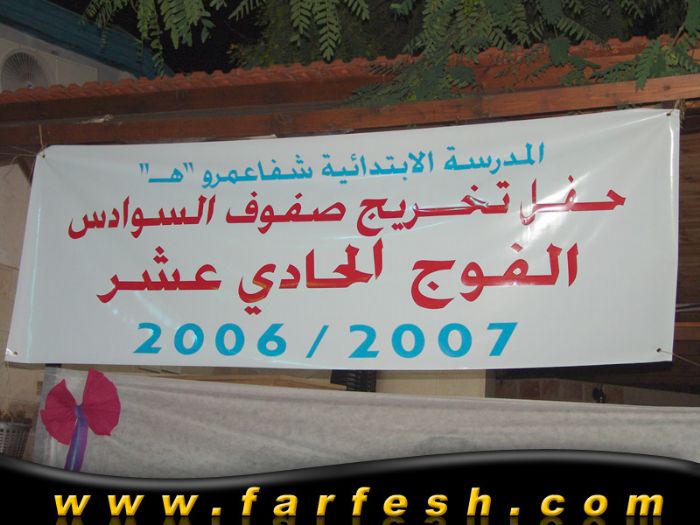 المدرسة الابتدائية شفاعمرو "هـ"
حفل تخريج صفوف السوادس
الفوج الحادي عشر
2006/2007
www.farfesh.com